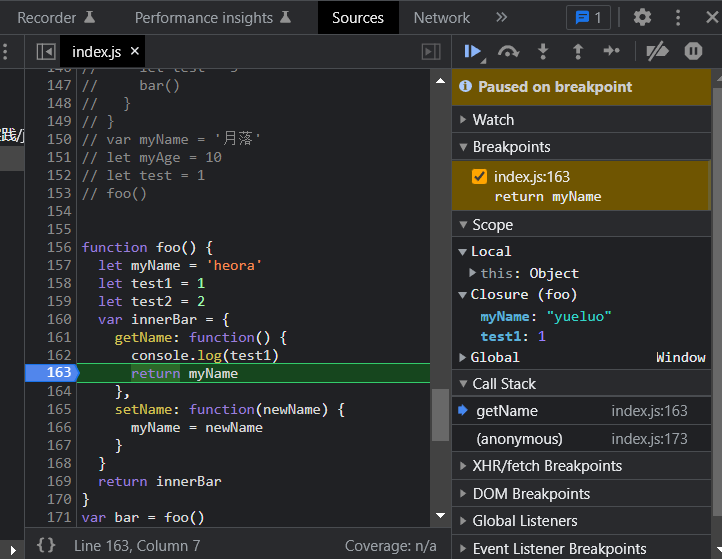 Recorder Performance insights Sources Network » 1
index.js ×
146 // let test = 3
147 // bar()
148 // }
149 // }
150 // var myName = '月落'
151 // let myAge = 10
152 // let test = 1
153 // foo()
154
155
156 function foo() {
157 let myName = 'heora'
158 let test1 = 1
159 let test2 = 2
160 var innerBar = {
161 getName: function() {
162 console.log(test1)
163 return myName
164 },
165 setName: function(newName) {
166 myName = newName
167 }
168 }
169 return innerBar
170 }
171 var bar = foo()
{} Line 163, Column 7 Coverage: n/a
Paused on breakpoint
Watch
Breakpoints
index.js:163
return myName
Scope
Local
this: Object
Closure (foo)
myName: "yueluo"
test1: 1
Global Window
Call Stack
getName index.js:163
(anonymous) index.js:173
XHR/fetch Breakpoints
DOM Breakpoints
Global Listeners
Event Listener Breakpoints